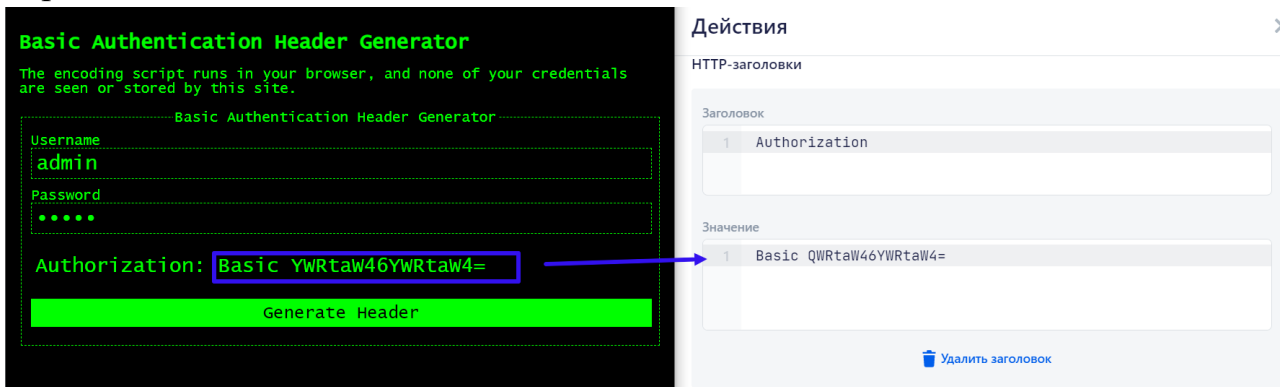 Basic Authentication Header Generator
The encoding script runs in your browser, and none of your credentials
are seen or stored by this site.
Basic Authentication Header Generator
Username
admin
Password
•••••
Authorization: Basic YWRtaW46YWRtaW4=
Generate Header
Действия
HTTP-заголовки
Заголовок
1 Authorization
Значение
1 Basic QWRtaW46YWRtaW4=
Удалить заголовок